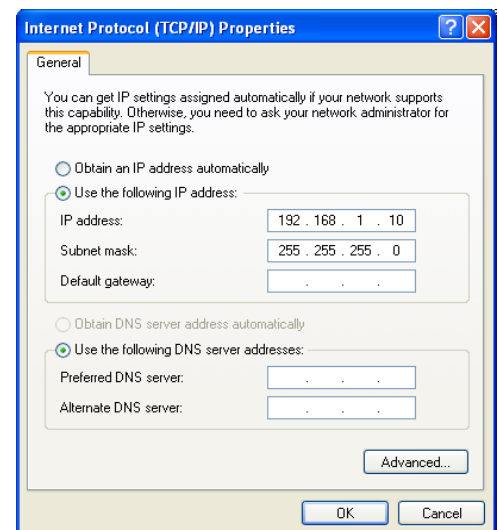 Internet Protocol (TCP/IP) Properties
General
You can get IP settings assigned automatically if your network supports
this capability. Otherwise, you need to ask your network administrator for
the appropriate IP settings.
Obtain an IP address automatically
Use the following IP address:
IP address: 192 . 168 . 1 . 10
Subnet mask: 255 . 255 . 255 . 0
Default gateway: . . .
Obtain DNS server address automatically
Use the following DNS server addresses:
Preferred DNS server: . . .
Alternate DNS server: . . .
Advanced...
OK Cancel